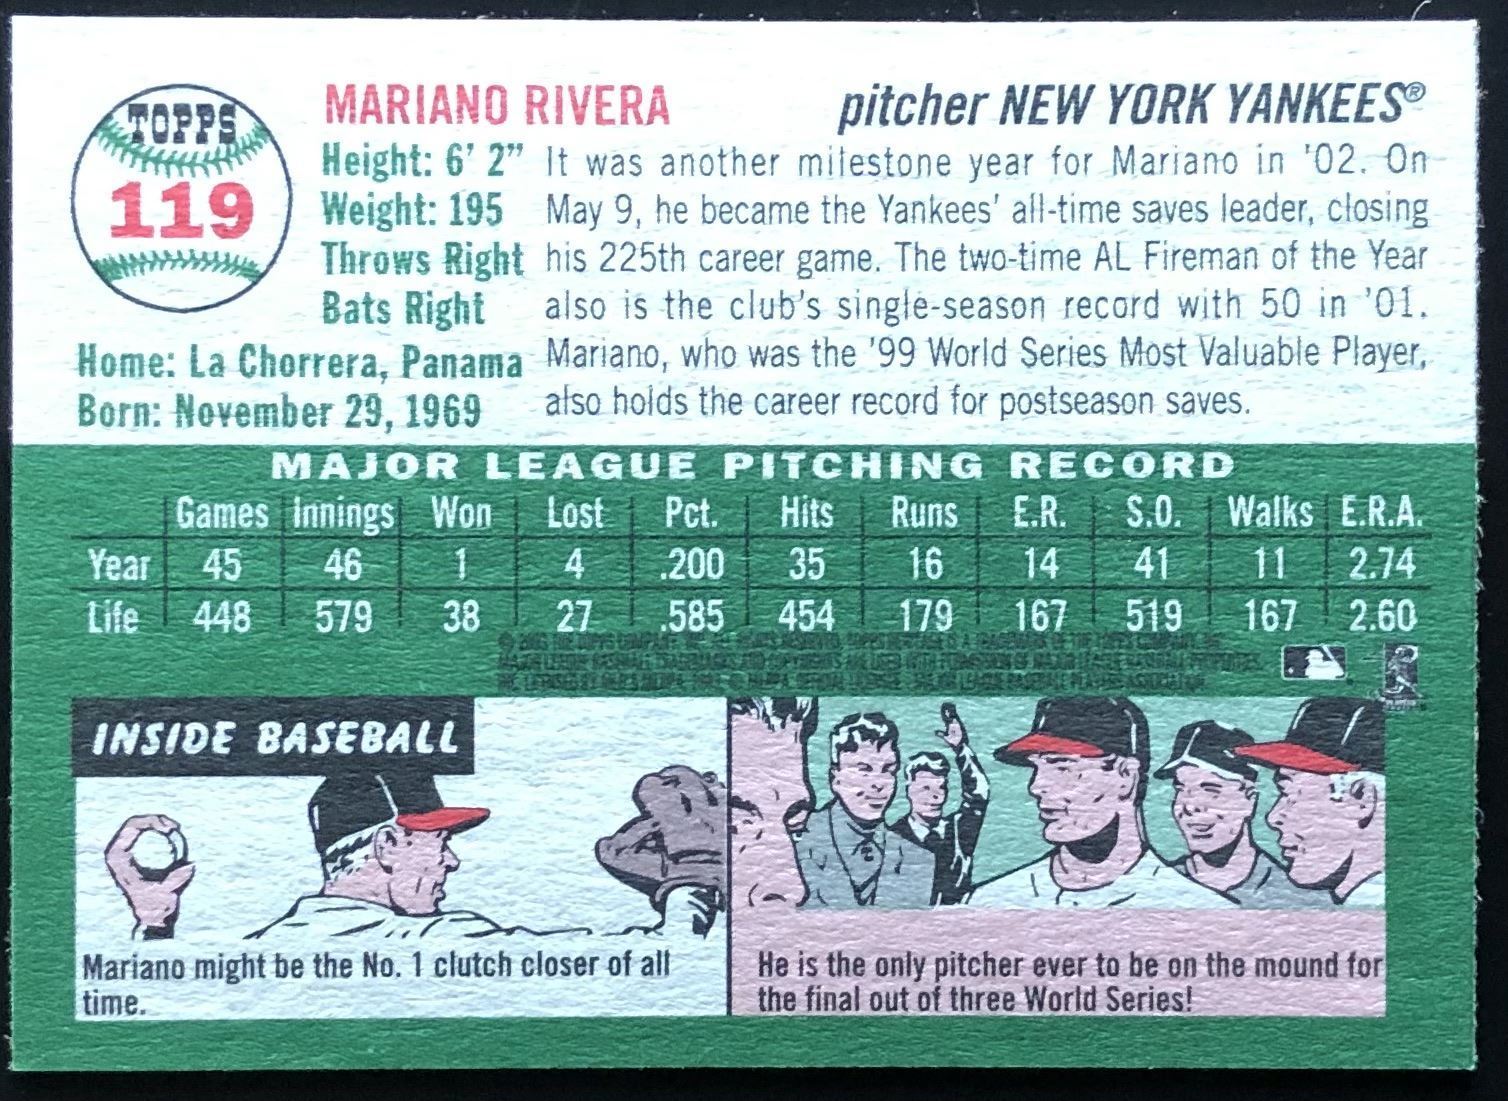 TOPPS
119
MARIANO RIVERA
pitcher NEW YORK YANKEES®
Height: 6' 2"
Weight: 195
Throws Right
Bats Right
Home: La Chorrera, Panama
Born: November 29, 1969
It was another milestone year for Mariano in '02. On
May 9, he became the Yankees' all-time saves leader, closing
his 225th career game. The two-time AL Fireman of the Year
also is the club's single-season record with 50 in '01.
Mariano, who was the '99 World Series Most Valuable Player,
also holds the career record for postseason saves.
MAJOR LEAGUE PITCHING RECORD
Games Innings Won Lost Pct. Hits Runs E.R. S.O. Walks E.R.A.
Year 45 46 1 4 .200 35 16 14 41 11 2.74
Life 448 579 38 27 .585 454 179 167 519 167 2.60
INSIDE BASEBALL
Mariano might be the No. 1 clutch closer of all
time.
He is the only pitcher ever to be on the mound for
the final out of three World Series!